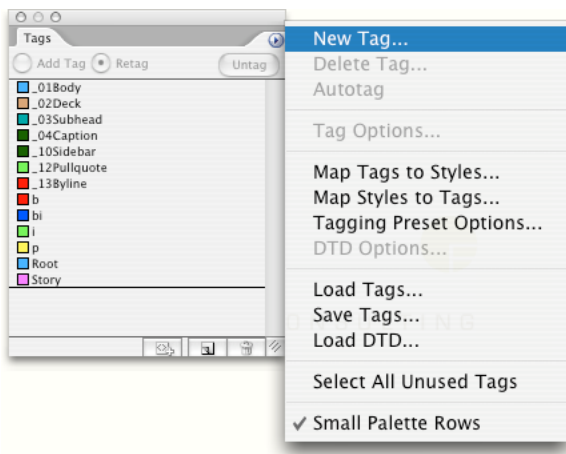 Tags
Add Tag Retag Untag
_01Body
_02Deck
_03Subhead
_04Caption
_10Sidebar
_12Pullquote
_13Byline
b
bi
i
p
Root
Story
New Tag...
Delete Tag...
Autotag
Tag Options...
Map Tags to Styles...
Map Styles to Tags...
Tagging Preset Options...
DTD Options...
Load Tags...
Save Tags...
Load DTD...
Select All Unused Tags
Small Palette Rows